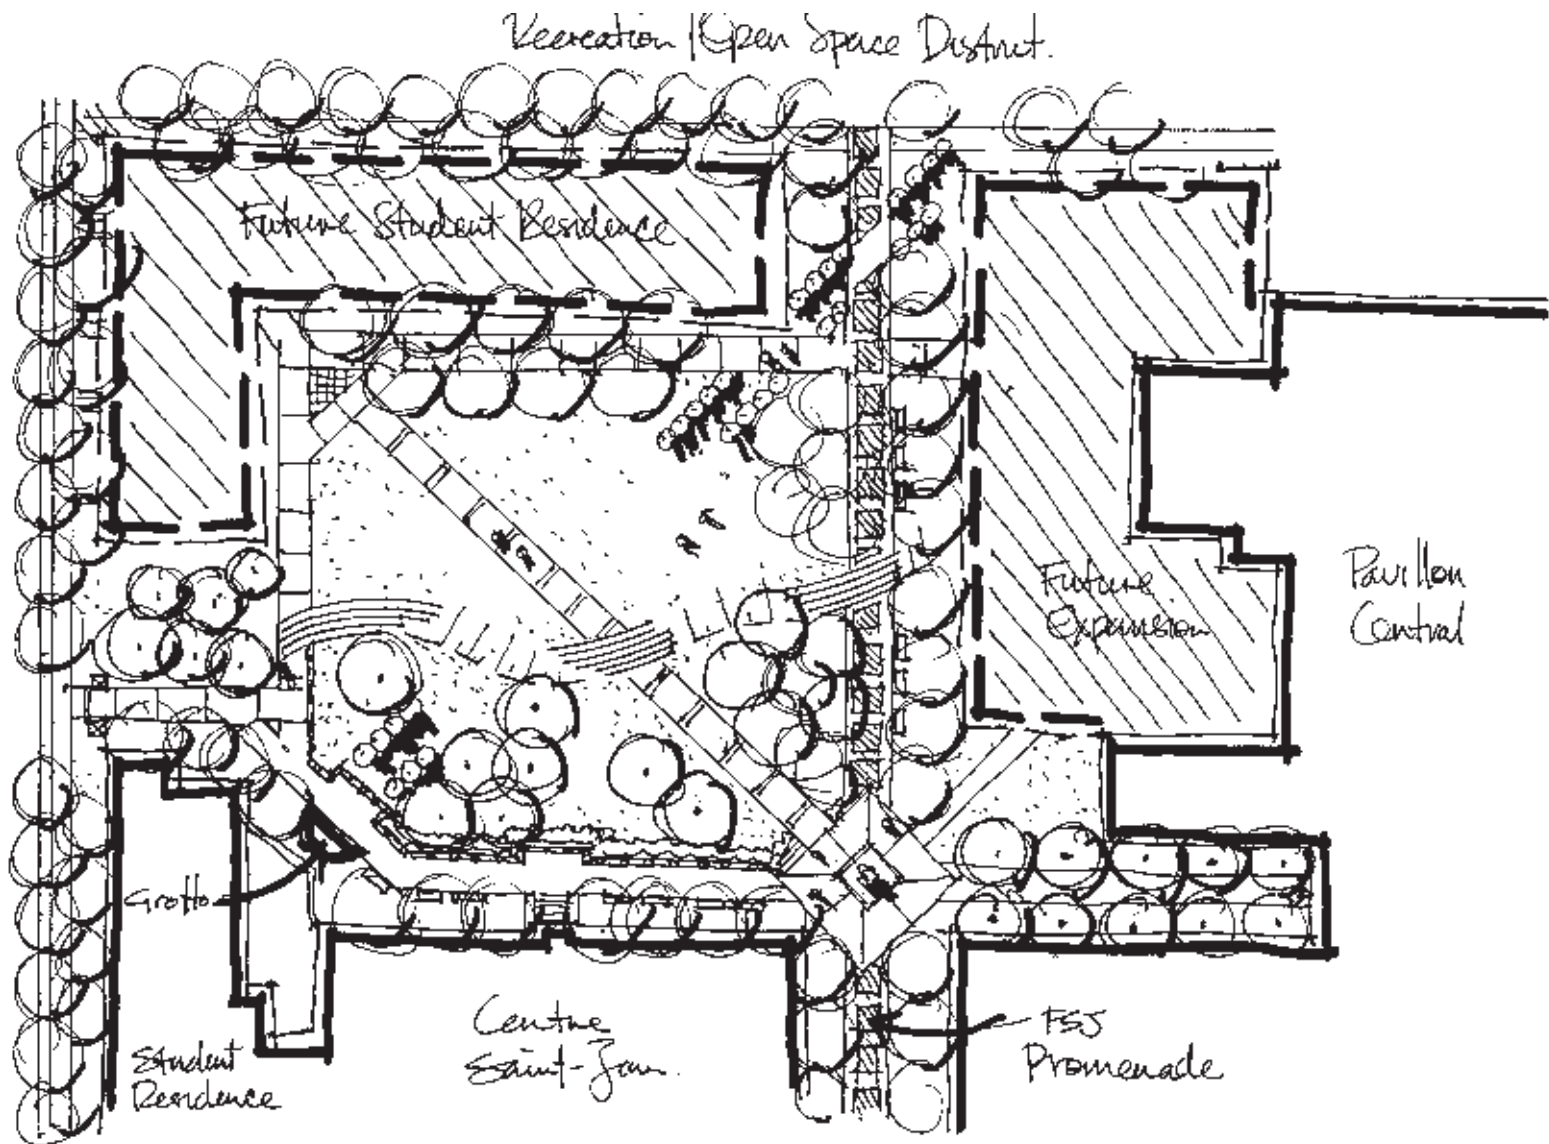 Recreation / Open Space District.
Future Student Residence
Future
Expansion
Pavillon
Central
Grotto
Centre
Saint-Jean.
FSJ
Promenade
Student
Residence